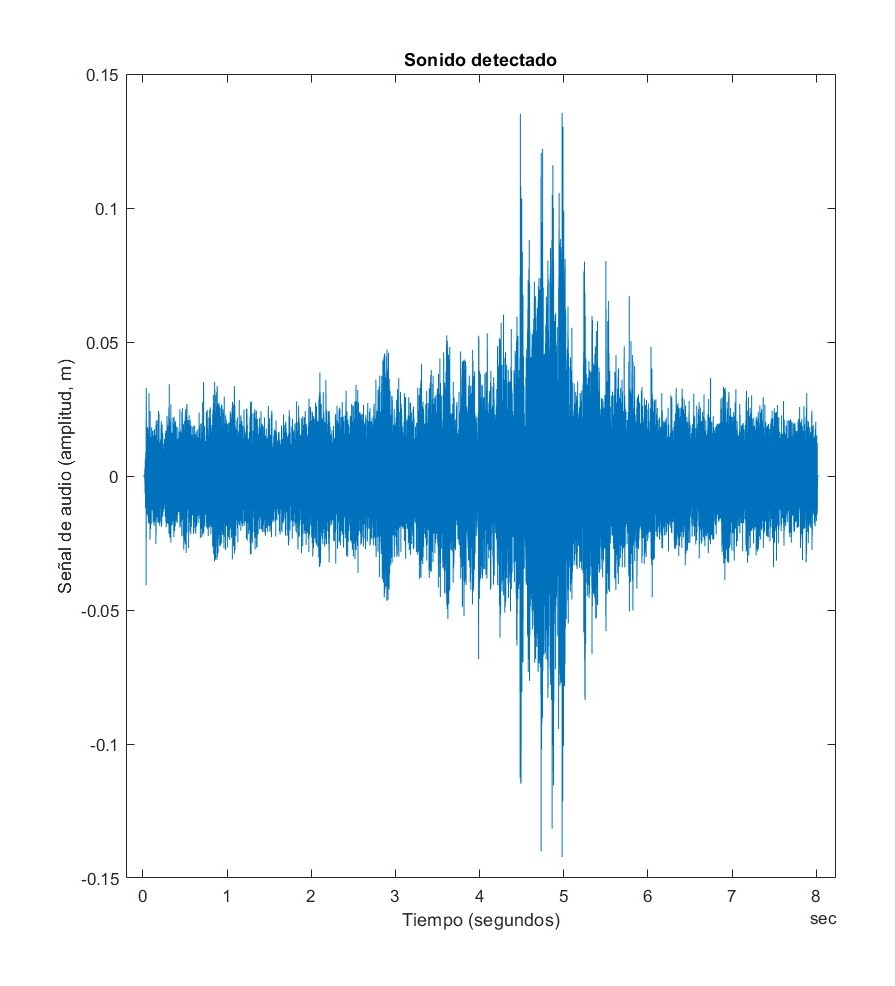 Sonido detectado
0.15
0.1
0.05
0
-0.05
-0.1
-0.15
Señal de audio (amplitud, m)
0 1 2 3 4 5 6 7 8
Tiempo (segundos)
sec